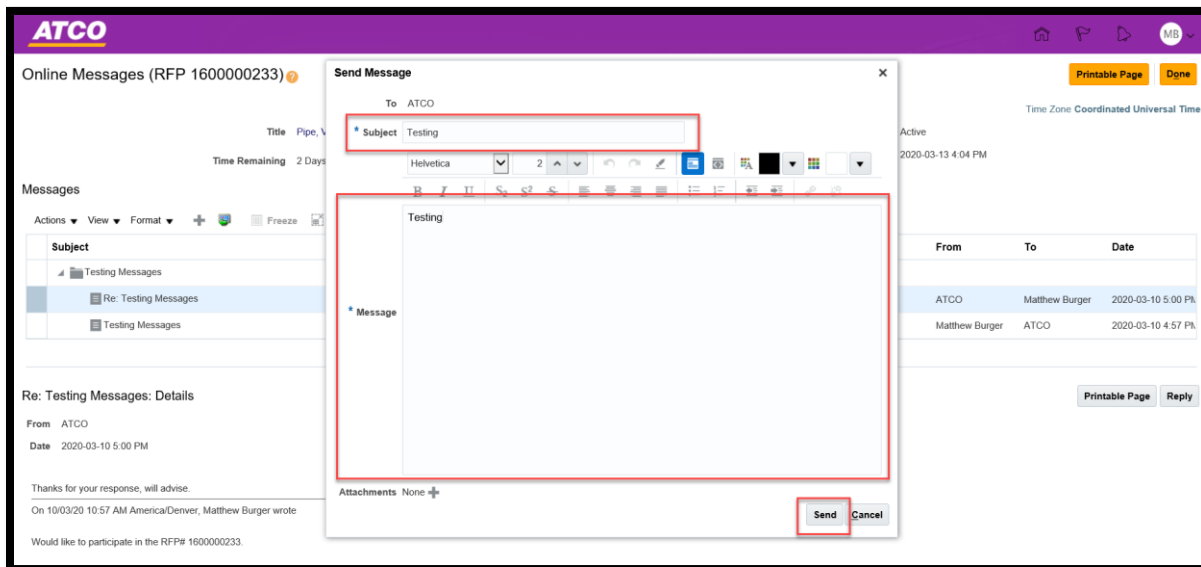 ATCO
MB
Online Messages (RFP 1600000233)
Printable Page Done
Time Zone Coordinated Universal Time
Title Pipe,
Active
Time Remaining 2 Days
2020-03-13 4:04 PM
Messages
Actions View Format Freeze
Subject From To Date
Testing Messages
Re: Testing Messages ATCO Matthew Burger 2020-03-10 5:00
Testing Messages Matthew Burger ATCO 2020-03-10 4:57
Re: Testing Messages: Details
Printable Page Reply
From ATCO
Date 2020-03-10 5:00 PM
Thanks for your response, will advise.
On 10/03/20 10:57 AM America/Denver, Matthew Burger wrote
Would like to participate in the RFP# 1600000233.
Send Message
To ATCO
* Subject Testing
Helvetica 2
B I U S₂ S² S
* Message Testing
Attachments None
Send Cancel